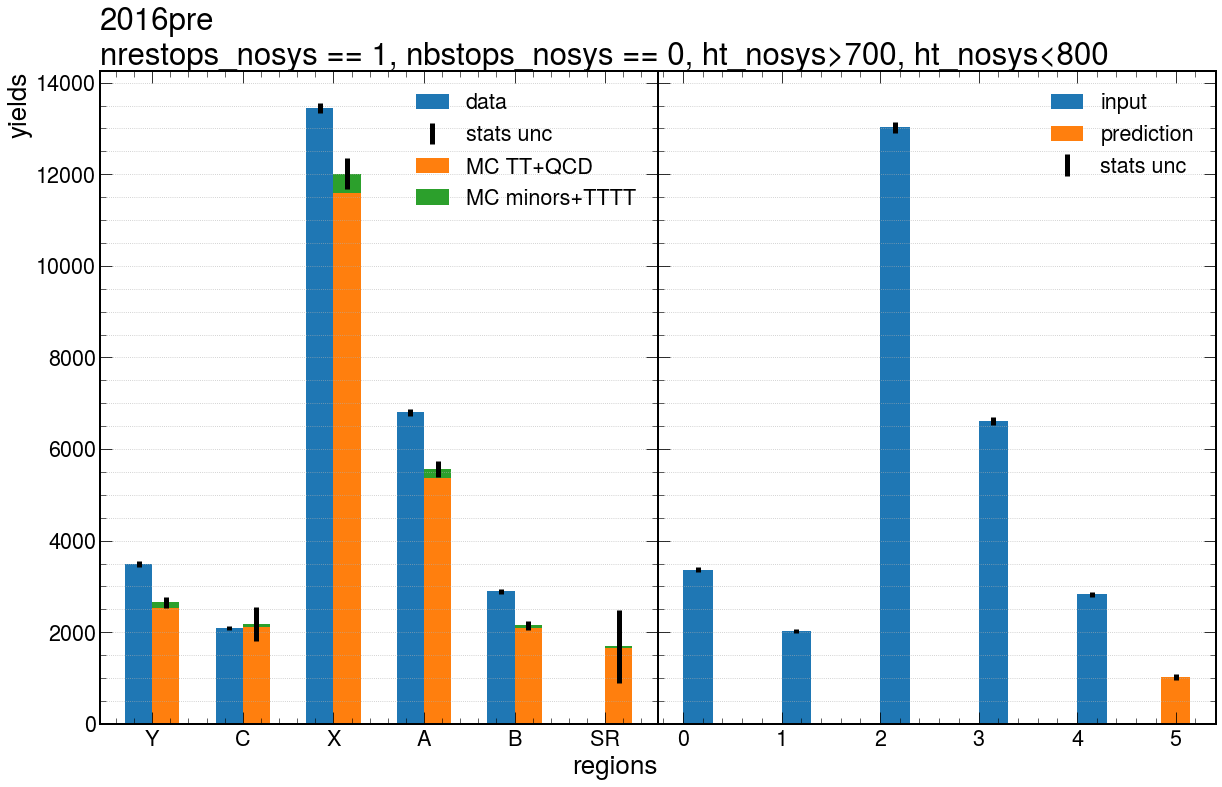 2016pre
nrestops_nosys == 1, nbstops_nosys == 0, ht_nosys>700, ht_nosys<800
yields
14000
12000
10000
8000
6000
4000
2000
0
data
stats unc
MC TT+QCD
MC minors+TTTT
input
prediction
stats unc
Y C X A B SR
0 1 2 3 4 5
regions